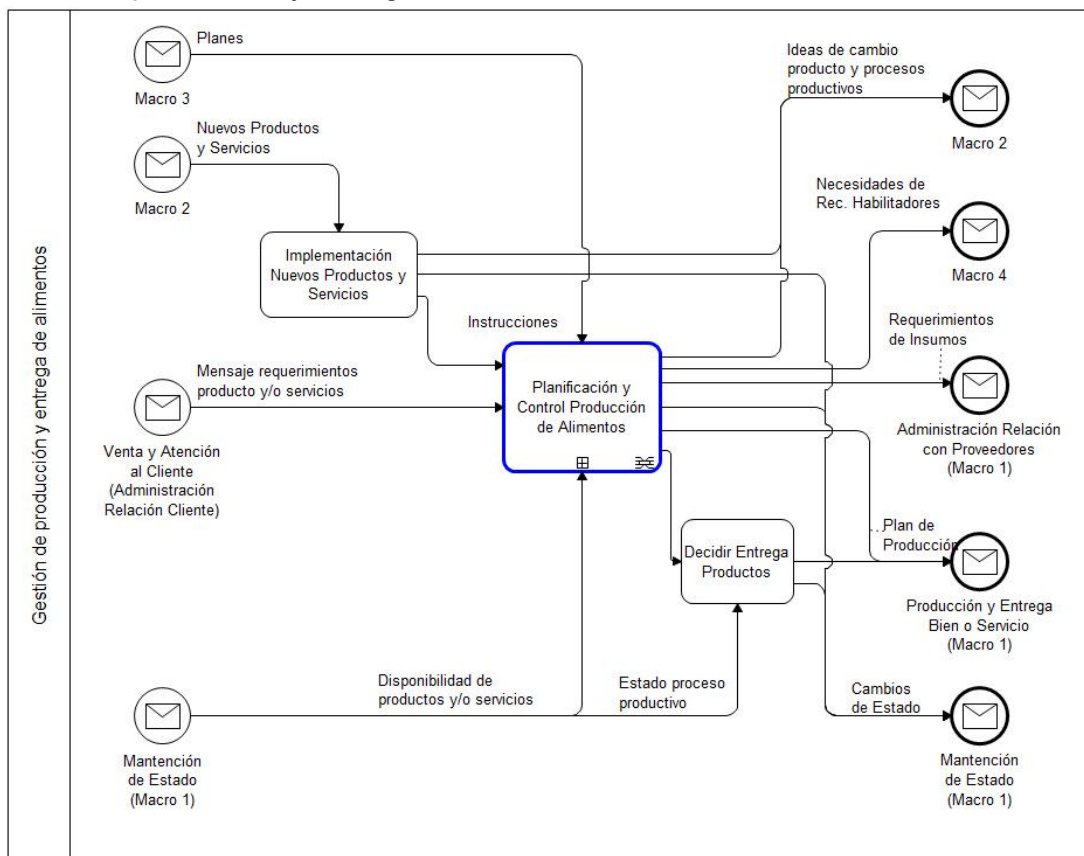 Gestión de producción y entrega de alimentos
Planes
Macro 3
Nuevos Productos
y Servicios
Macro 2
Implementación
Nuevos Productos y
Servicios
Instrucciones
Mensaje requerimientos
producto y/o servicios
Venta y Atención
al Cliente
(Administración
Relación Cliente)
Planificación y
Control Producción
de Alimentos
Decidir Entrega
Productos
Disponibilidad de
productos y/o servicios
Estado proceso
productivo
Mantención
de Estado
(Macro 1)
Ideas de cambio
producto y procesos
productivos
Macro 2
Necesidades de
Rec. Habilitadores
Macro 4
Requerimientos
de Insumos
Administración Relación
con Proveedores
(Macro 1)
Plan de
Producción
Producción y Entrega
Bien o Servicio
(Macro 1)
Cambios
de Estado
Mantención
de Estado
(Macro 1)